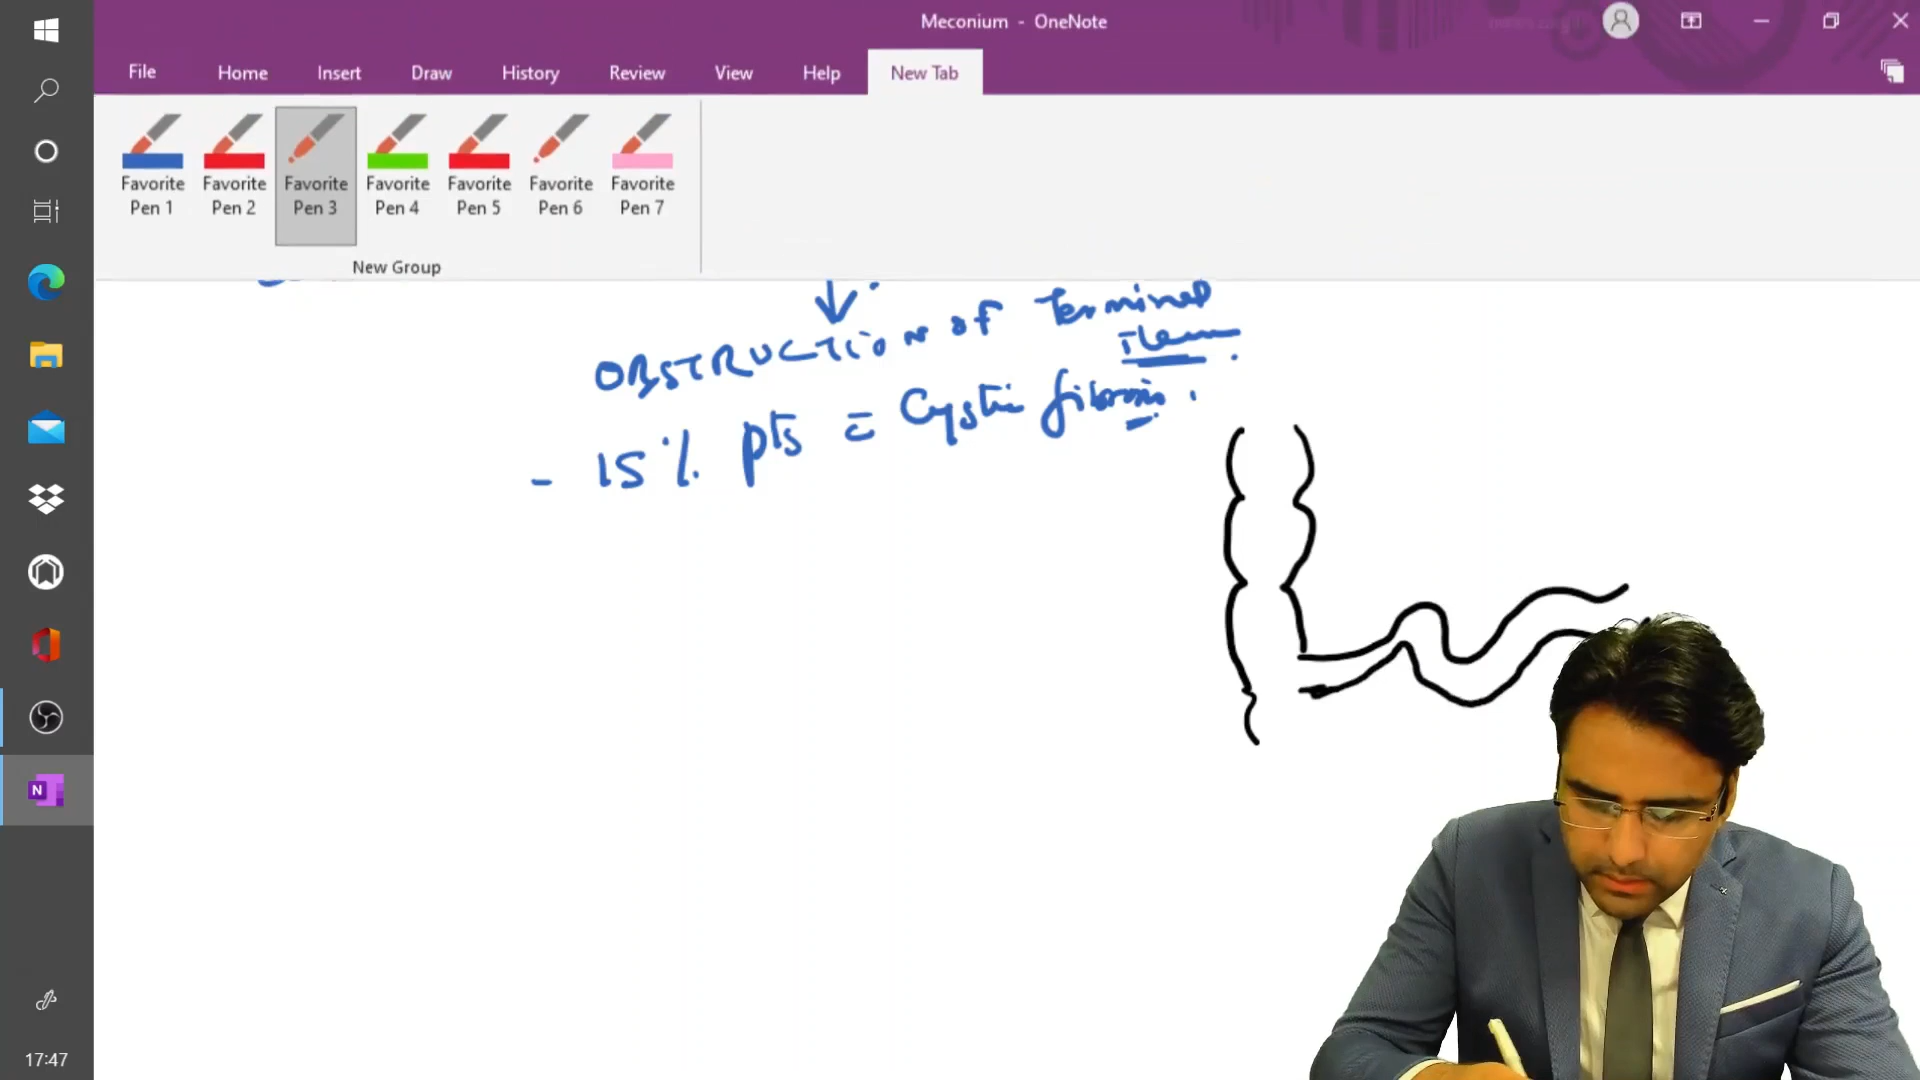 Meconium - OneNote
File Home Insert Draw History Review View Help New Tab
Favorite Pen 1
Favorite Pen 2
Favorite Pen 3
Favorite Pen 4
Favorite Pen 5
Favorite Pen 6
Favorite Pen 7
New Group
OBSTRUCTION of Terminal
Ileum.
- 15% pts = Cystic fibrosis.
N
17:47